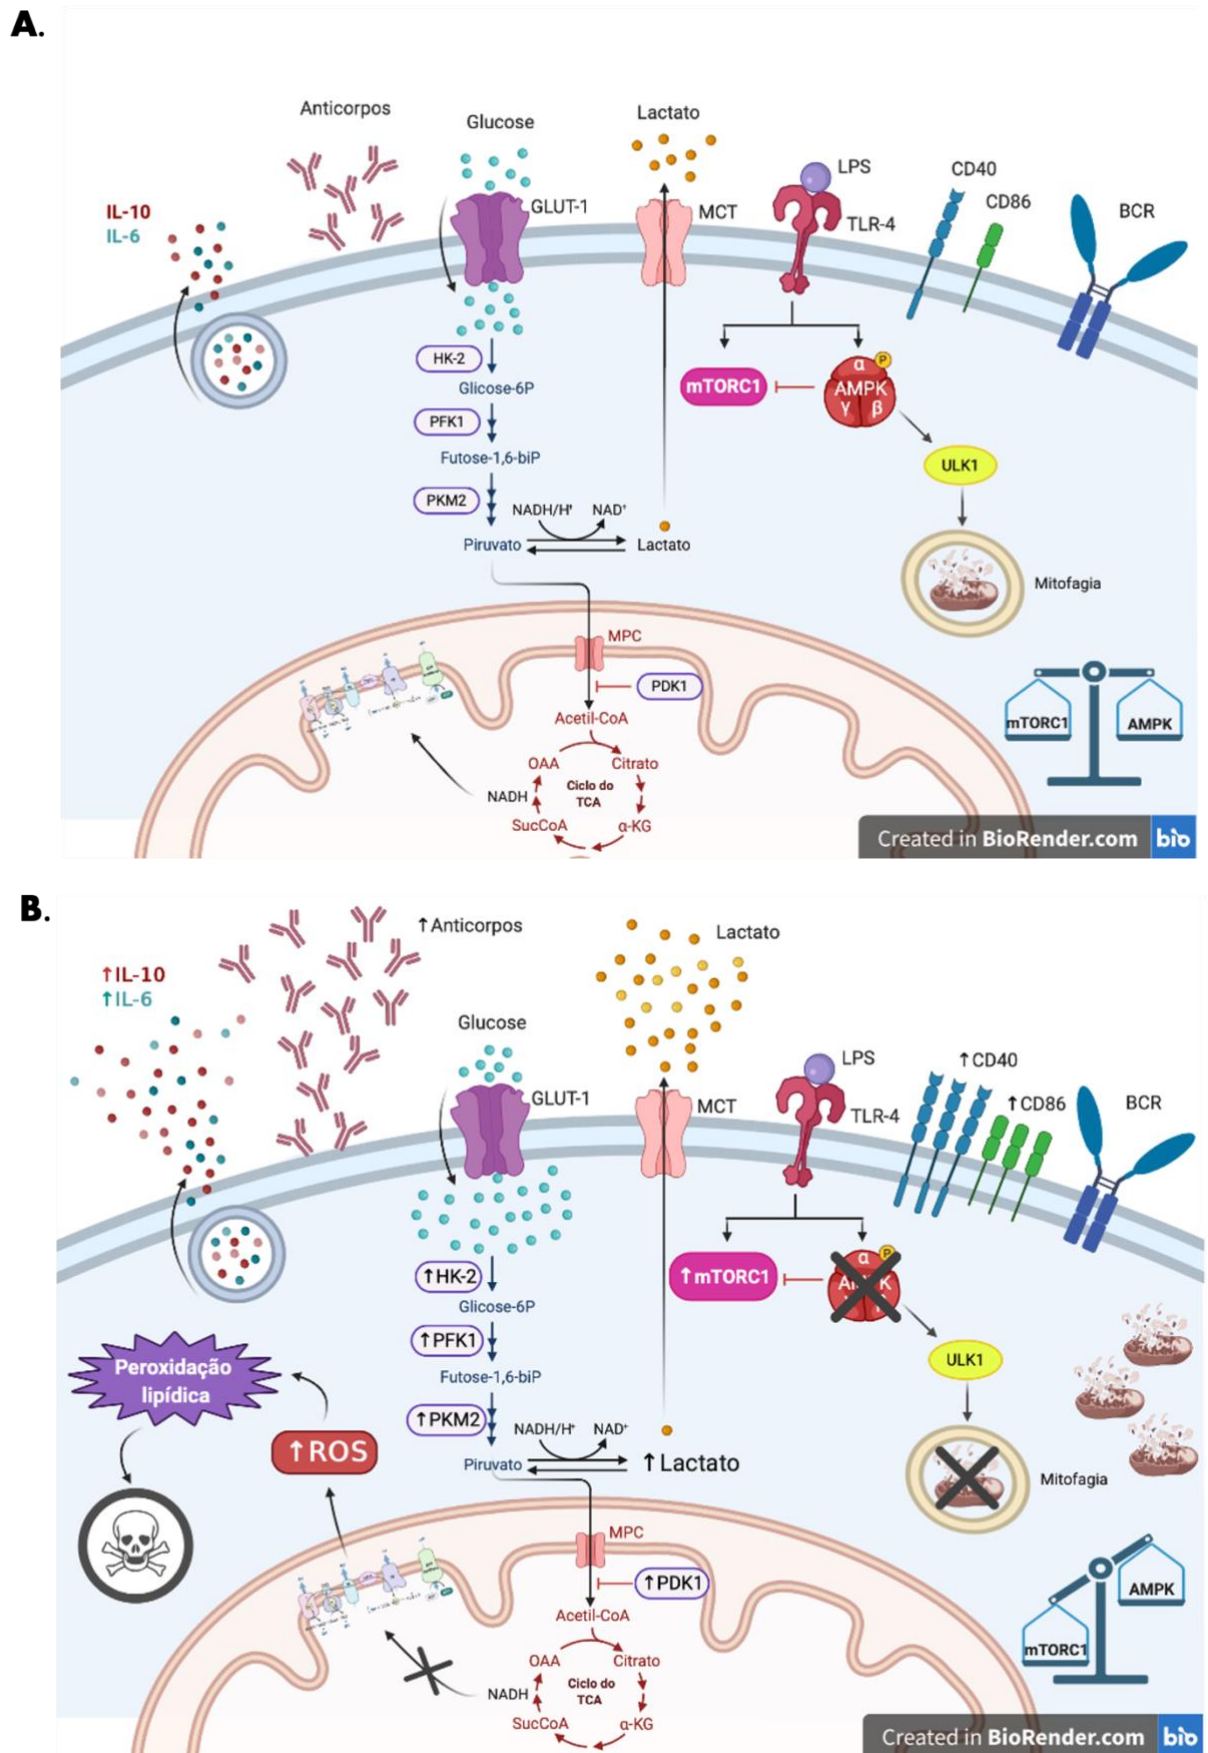 A.
Anticorpos
Glucose
Lactato
LPS
CD40
CD86
BCR
IL-10
IL-6
GLUT-1
MCT
TLR-4
HK-2
Glicose-6P
mTORC1
α
P
AMPK
γ β
PFK1
Futose-1,6-biP
ULK1
PKM2
NADH/H⁺ NAD⁺
Piruvato
Lactato
Mitofagia
MPC
PDK1
mTORC1
AMPK
Acetil-CoA
OAA
Citrato
Ciclo do
TCA
NADH
SucCoA
α-KG
Created in BioRender.com bio
B.
↑Anticorpos
Lactato
↑IL-10
↑IL-6
Glucose
LPS
↑CD40
↑CD86
BCR
GLUT-1
MCT
TLR-4
↑HK-2
Glicose-6P
↑mTORC1
α
P
↑PFK1
Futose-1,6-biP
ULK1
Peroxidação
lipídica
↑PKM2
NADH/H⁺ NAD⁺
↑ROS
Piruvato
↑Lactato
Mitofagia
MPC
↑PDK1
AMPK
mTORC1
Acetil-CoA
OAA
Citrato
Ciclo do
TCA
NADH
SucCoA
α-KG
Created in BioRender.com bio